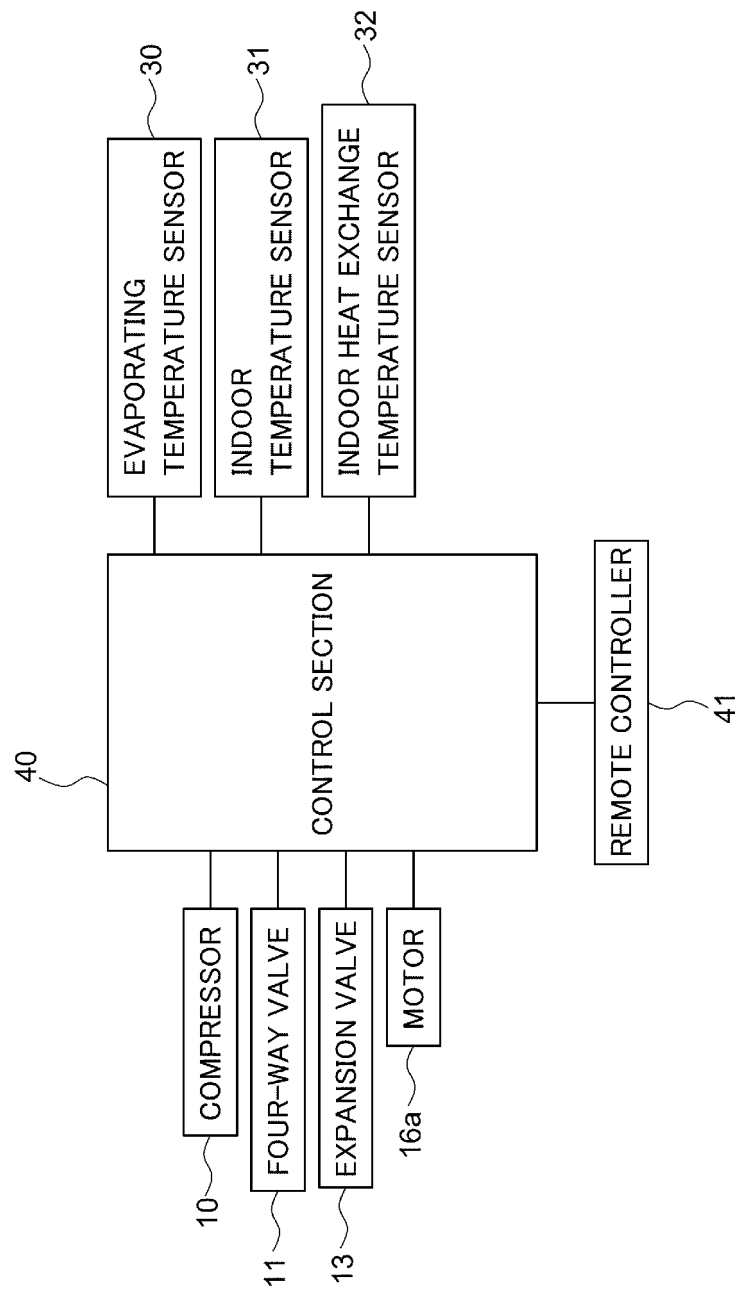 30
EVAPORATING
TEMPERATURE SENSOR
31
INDOOR
TEMPERATURE SENSOR
32
INDOOR HEAT EXCHANGE
TEMPERATURE SENSOR
40
CONTROL SECTION
REMOTE CONTROLLER
41
COMPRESSOR
10
FOUR-WAY VALVE
11
EXPANSION VALVE
13
MOTOR
16a